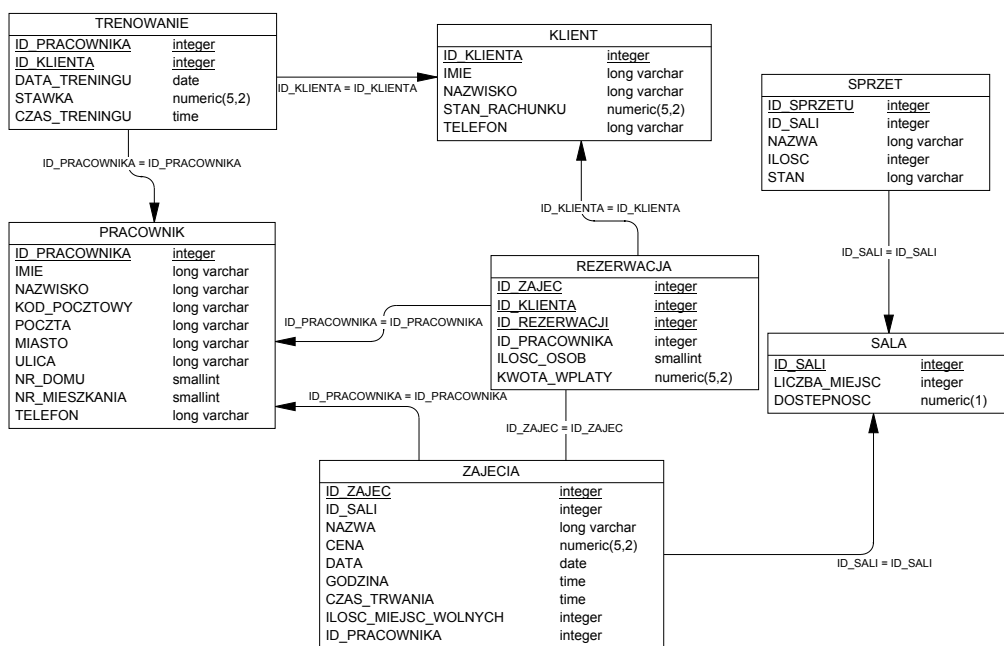 TRENOWANIE
ID_PRACOWNIKA integer
ID_KLIENTA integer
DATA_TRENINGU date
STAWKA numeric(5,2)
CZAS_TRENINGU time
ID_KLIENTA = ID_KLIENTA
KLIENT
ID_KLIENTA integer
IMIE long varchar
NAZWISKO long varchar
STAN_RACHUNKU numeric(5,2)
TELEFON long varchar
SPRZET
ID_SPRZETU integer
ID_SALI integer
NAZWA long varchar
ILOSC integer
STAN long varchar
ID_PRACOWNIKA = ID_PRACOWNIKA
ID_KLIENTA = ID_KLIENTA
ID_SALI = ID_SALI
PRACOWNIK
ID_PRACOWNIKA integer
IMIE long varchar
NAZWISKO long varchar
KOD_POCZTOWY long varchar
POCZTA long varchar
MIASTO long varchar
ULICA long varchar
NR_DOMU smallint
NR_MIESZKANIA smallint
TELEFON long varchar
ID_PRACOWNIKA = ID_PRACOWNIKA
REZERWACJA
ID_ZAJEC integer
ID_KLIENTA integer
ID_REZERWACJI integer
ID_PRACOWNIKA integer
ILOSC_OSOB smallint
KWOTA_WPLATY numeric(5,2)
SALA
ID_SALI integer
LICZBA_MIEJSC integer
DOSTEPNOSC numeric(1)
ID_PRACOWNIKA = ID_PRACOWNIKA
ID_ZAJEC = ID_ZAJEC
ZAJECIA
ID_ZAJEC integer
ID_SALI integer
NAZWA long varchar
CENA numeric(5,2)
DATA date
GODZINA time
CZAS_TRWANIA time
ILOSC_MIEJSC_WOLNYCH integer
ID_PRACOWNIKA integer
ID_SALI = ID_SALI